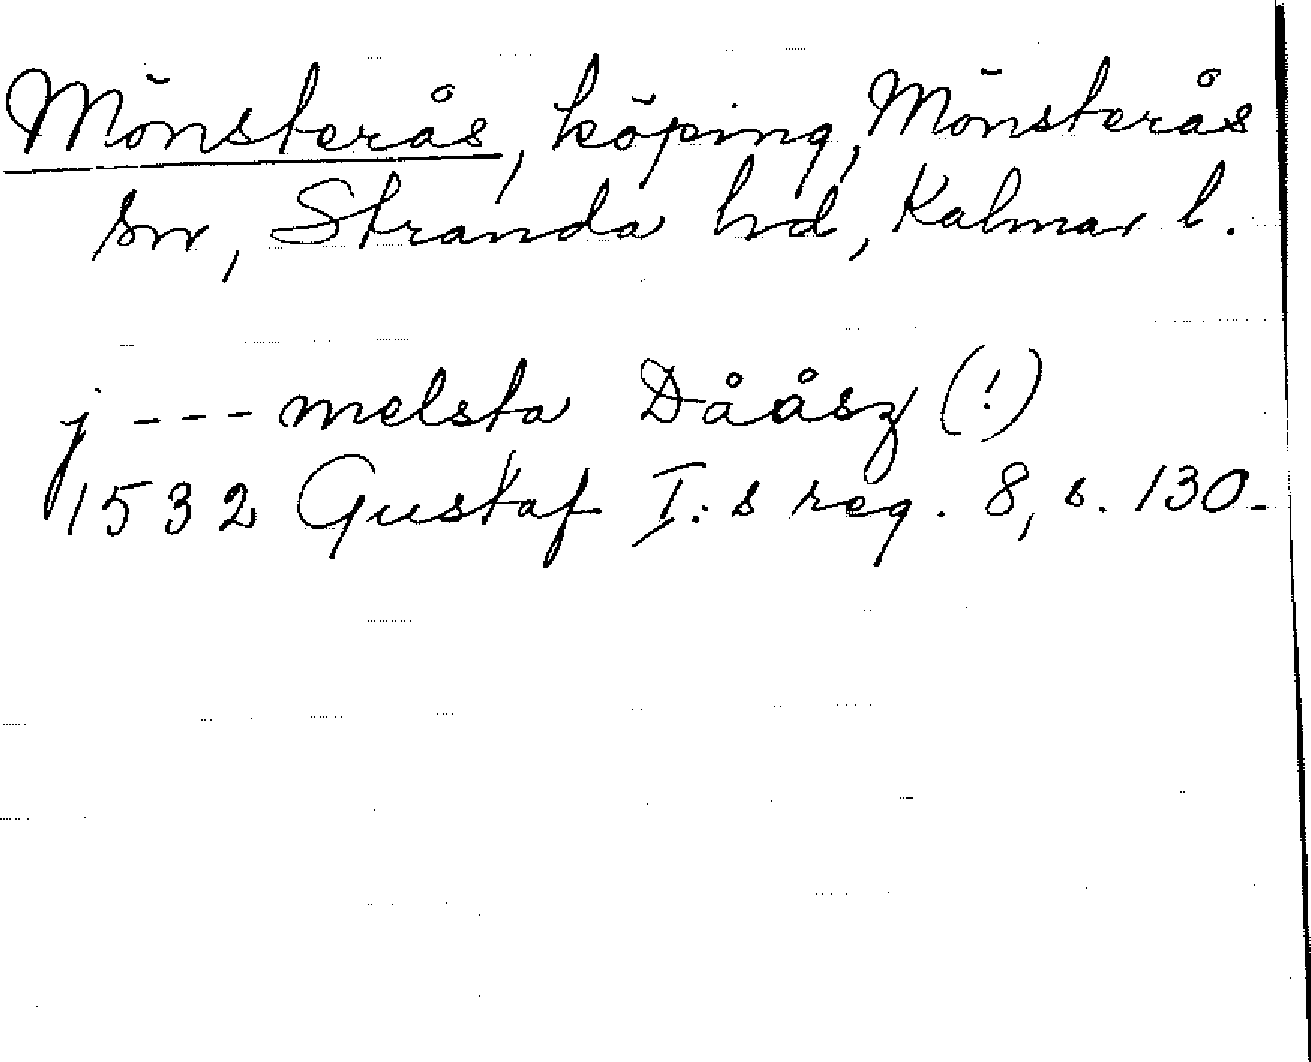 Mönsterås, köping, Mönsterås
sn, Stranda hd, Kalmar l.
j --- melsta Dååsz (!)
1532 Gustaf I:s reg. 8, s. 130.